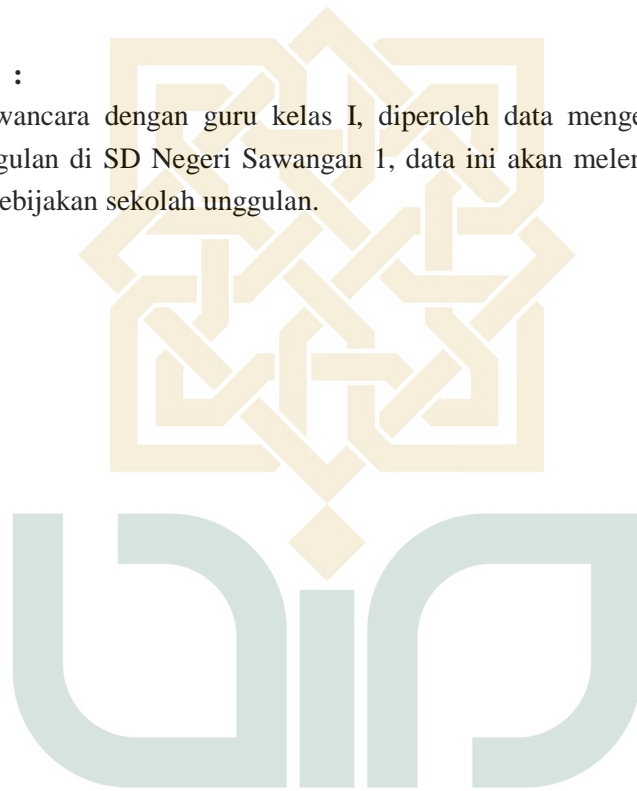 :
wancara dengan guru kelas I, diperoleh data menge
gulan di SD Negeri Sawangan 1, data ini akan melen
ebijakan sekolah unggulan.